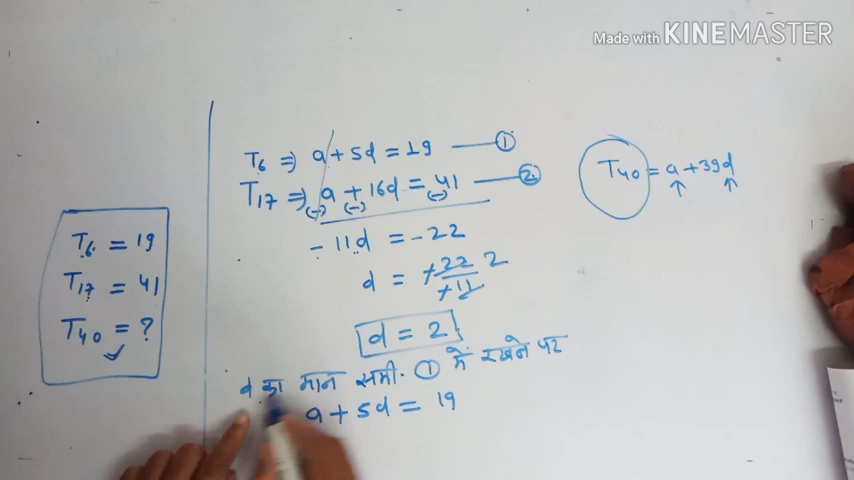 Made with KINEMASTER
T₆ = 19
T₁₇ = 41
T₄₀ = ?
T₆ ⇒ a + 5d = 19 ①
T₁₇ ⇒ a + 16d = 41 ②
(-) (-) (-)
- 11d = -22
d = +22/+11 2
d = 2
d का मान समी. ① में रखने पर
a + 5d = 19
T₄₀ = a + 39d